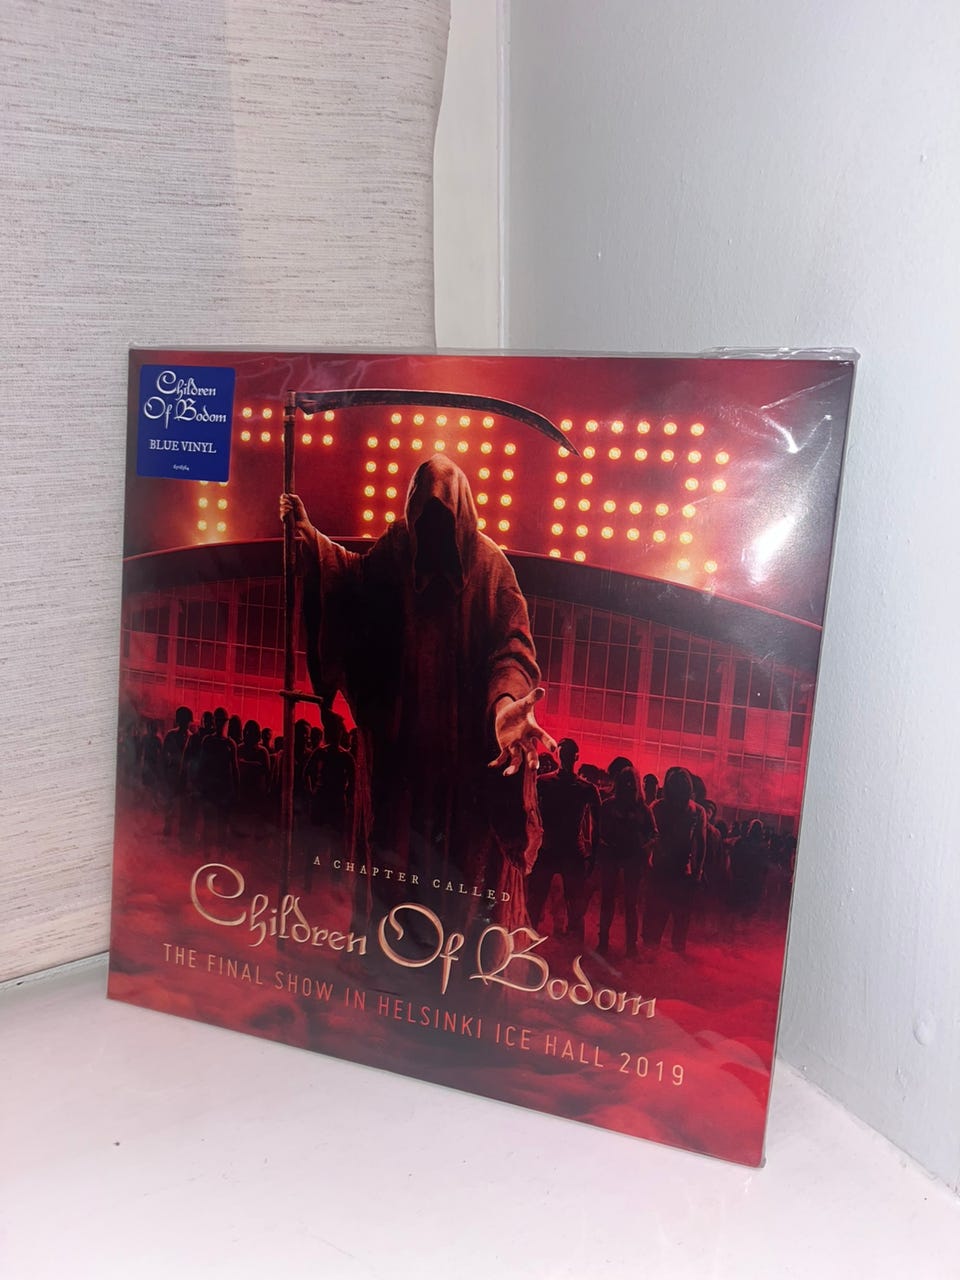 Children
Of Bodom
BLUE VINYL
A CHAPTER CALLED
Children Of Bodom
THE FINAL SHOW IN HELSINKI ICE HALL 2019